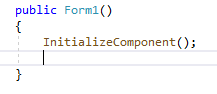 public Form1()
{
InitializeComponent();
}